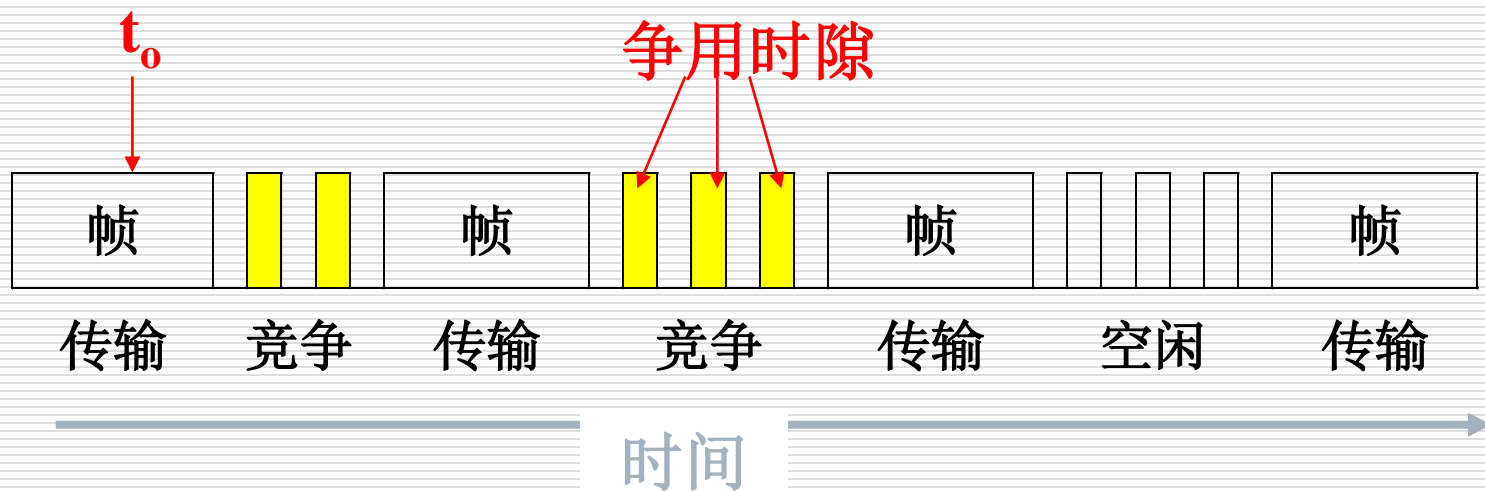 t₀
争用时隙
帧 帧 帧 帧
传输 竞争 传输 竞争 传输 空闲 传输
时间